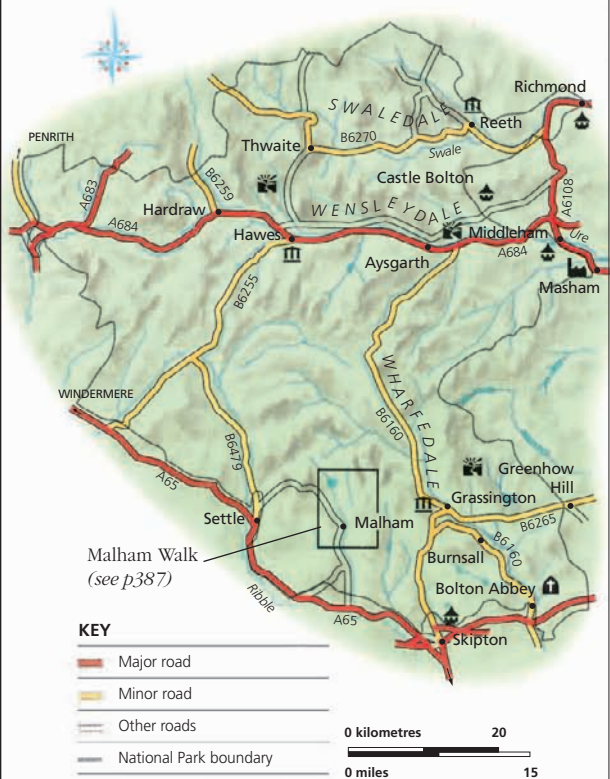 Richmond
SWALEDALE
Reeth
PENRITH
Thwaite
B6270
Swale
Castle Bolton
A683
B6259
A6108
A684
Hardraw
WENSLEYDALE
Hawes
Middleham
Ure
Aysgarth
A684
Masham
B6255
WHARFEDALE
WINDERMERE
B6160
B6479
A65
Greenhow
Hill
Grassington
Settle
Malham
B6265
Malham Walk
(see p387)
Burnsall
B6160
Bolton Abbey
Ribble
A65
Skipton
KEY
Major road
Minor road
Other roads
National Park boundary
0 kilometres 20
0 miles 15